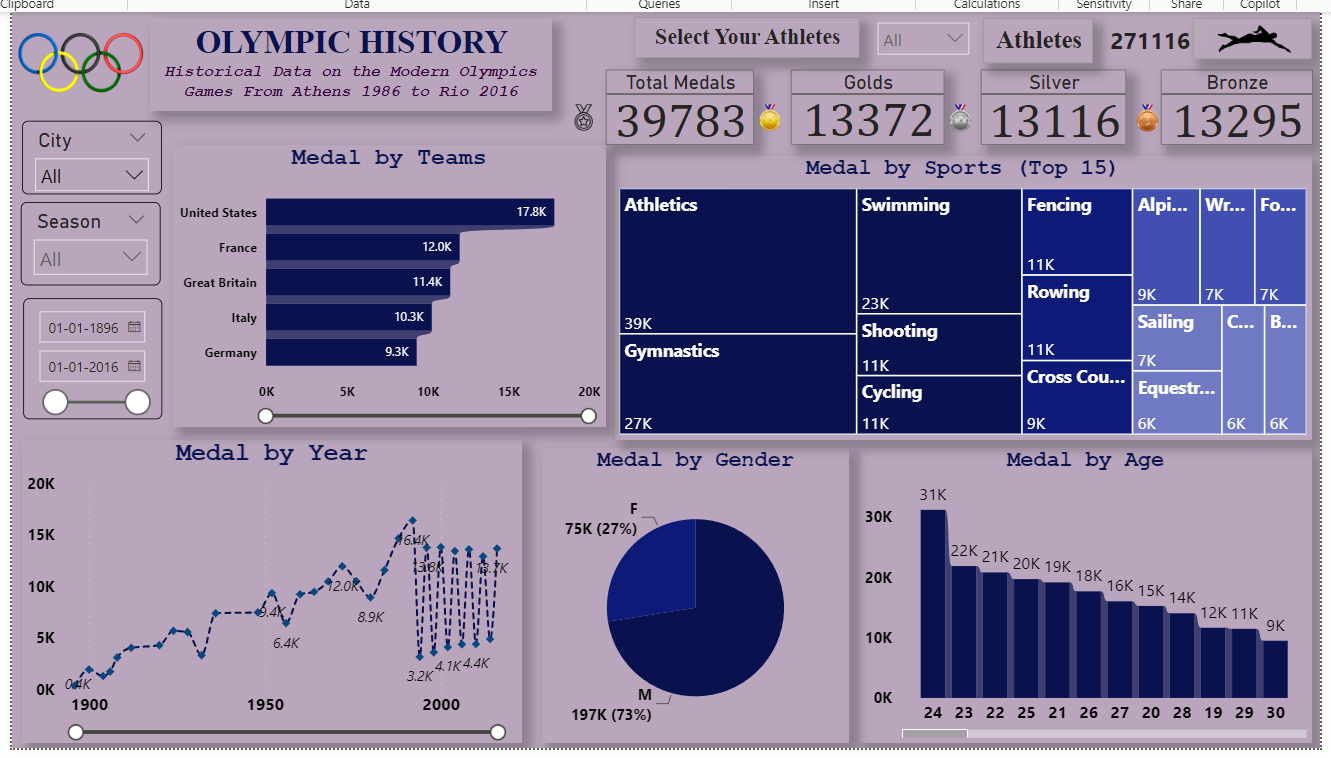 Clipboard
Data
Queries
Insert
Calculations
Sensitivity
Share
Copilot
OLYMPIC HISTORY
Historical Data on the Modern Olympics
Games From Athens 1986 to Rio 2016
Select Your Athletes
All
Athletes
271116
Total Medals
39783
Golds
13372
Silver
13116
Bronze
13295
City
All
Season
All
01-01-1896
01-01-2016
Medal by Teams
United States
17.8K
France
12.0K
Great Britain
11.4K
Italy
10.3K
Germany
9.3K
0K 5K 10K 15K 20K
Medal by Sports (Top 15)
Athletics
39K
Gymnastics
27K
Swimming
23K
Shooting
11K
Cycling
11K
Fencing
11K
Rowing
11K
Cross Cou...
9K
Alpi...
9K
Wr...
7K
Fo...
7K
Sailing
7K
Equestr...
6K
C...
6K
B...
6K
Medal by Year
20K
15K
10K
5K
0K
0.4K
9.4K
6.4K
12.0K
8.9K
16.4K
13.8K
3.2K
4.1K
4.4K
13.7K
1900 1950 2000
Medal by Gender
F
75K (27%)
M
197K (73%)
Medal by Age
30K
20K
10K
0K
31K 22K 21K 20K 19K 18K 16K 15K 14K 12K 11K 9K
24 23 22 25 21 26 27 20 28 19 29 30